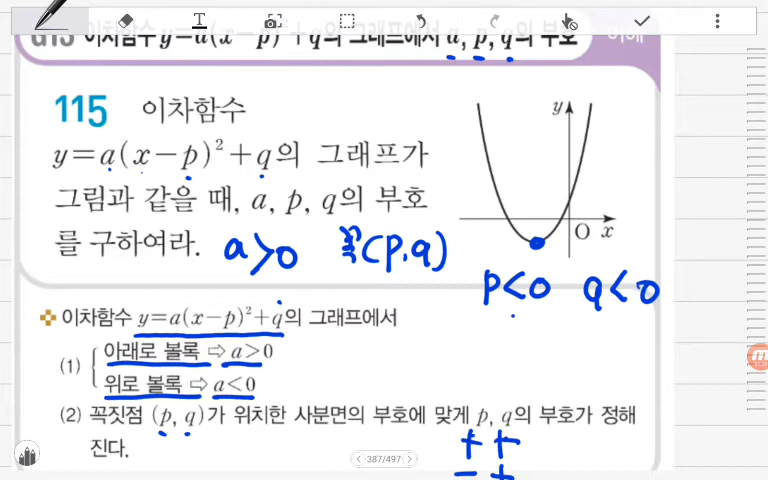 G15 이차함수 y=a(x-p)²+q의 그래프에서 a, p, q의 부호 이해
115 이차함수
y=a(x-p)²+q의 그래프가
그림과 같을 때, a, p, q의 부호
를 구하여라.
a>0 꼭(p, q)
y
O x
p<0 q<0
이차함수 y=a(x-p)²+q의 그래프에서
(1) 아래로 볼록 ⇨ a>0
위로 볼록 ⇨ a<0
(2) 꼭짓점 (p, q)가 위치한 사분면의 부호에 맞게 p, q의 부호가 정해
진다.
+ +
- +
387/497